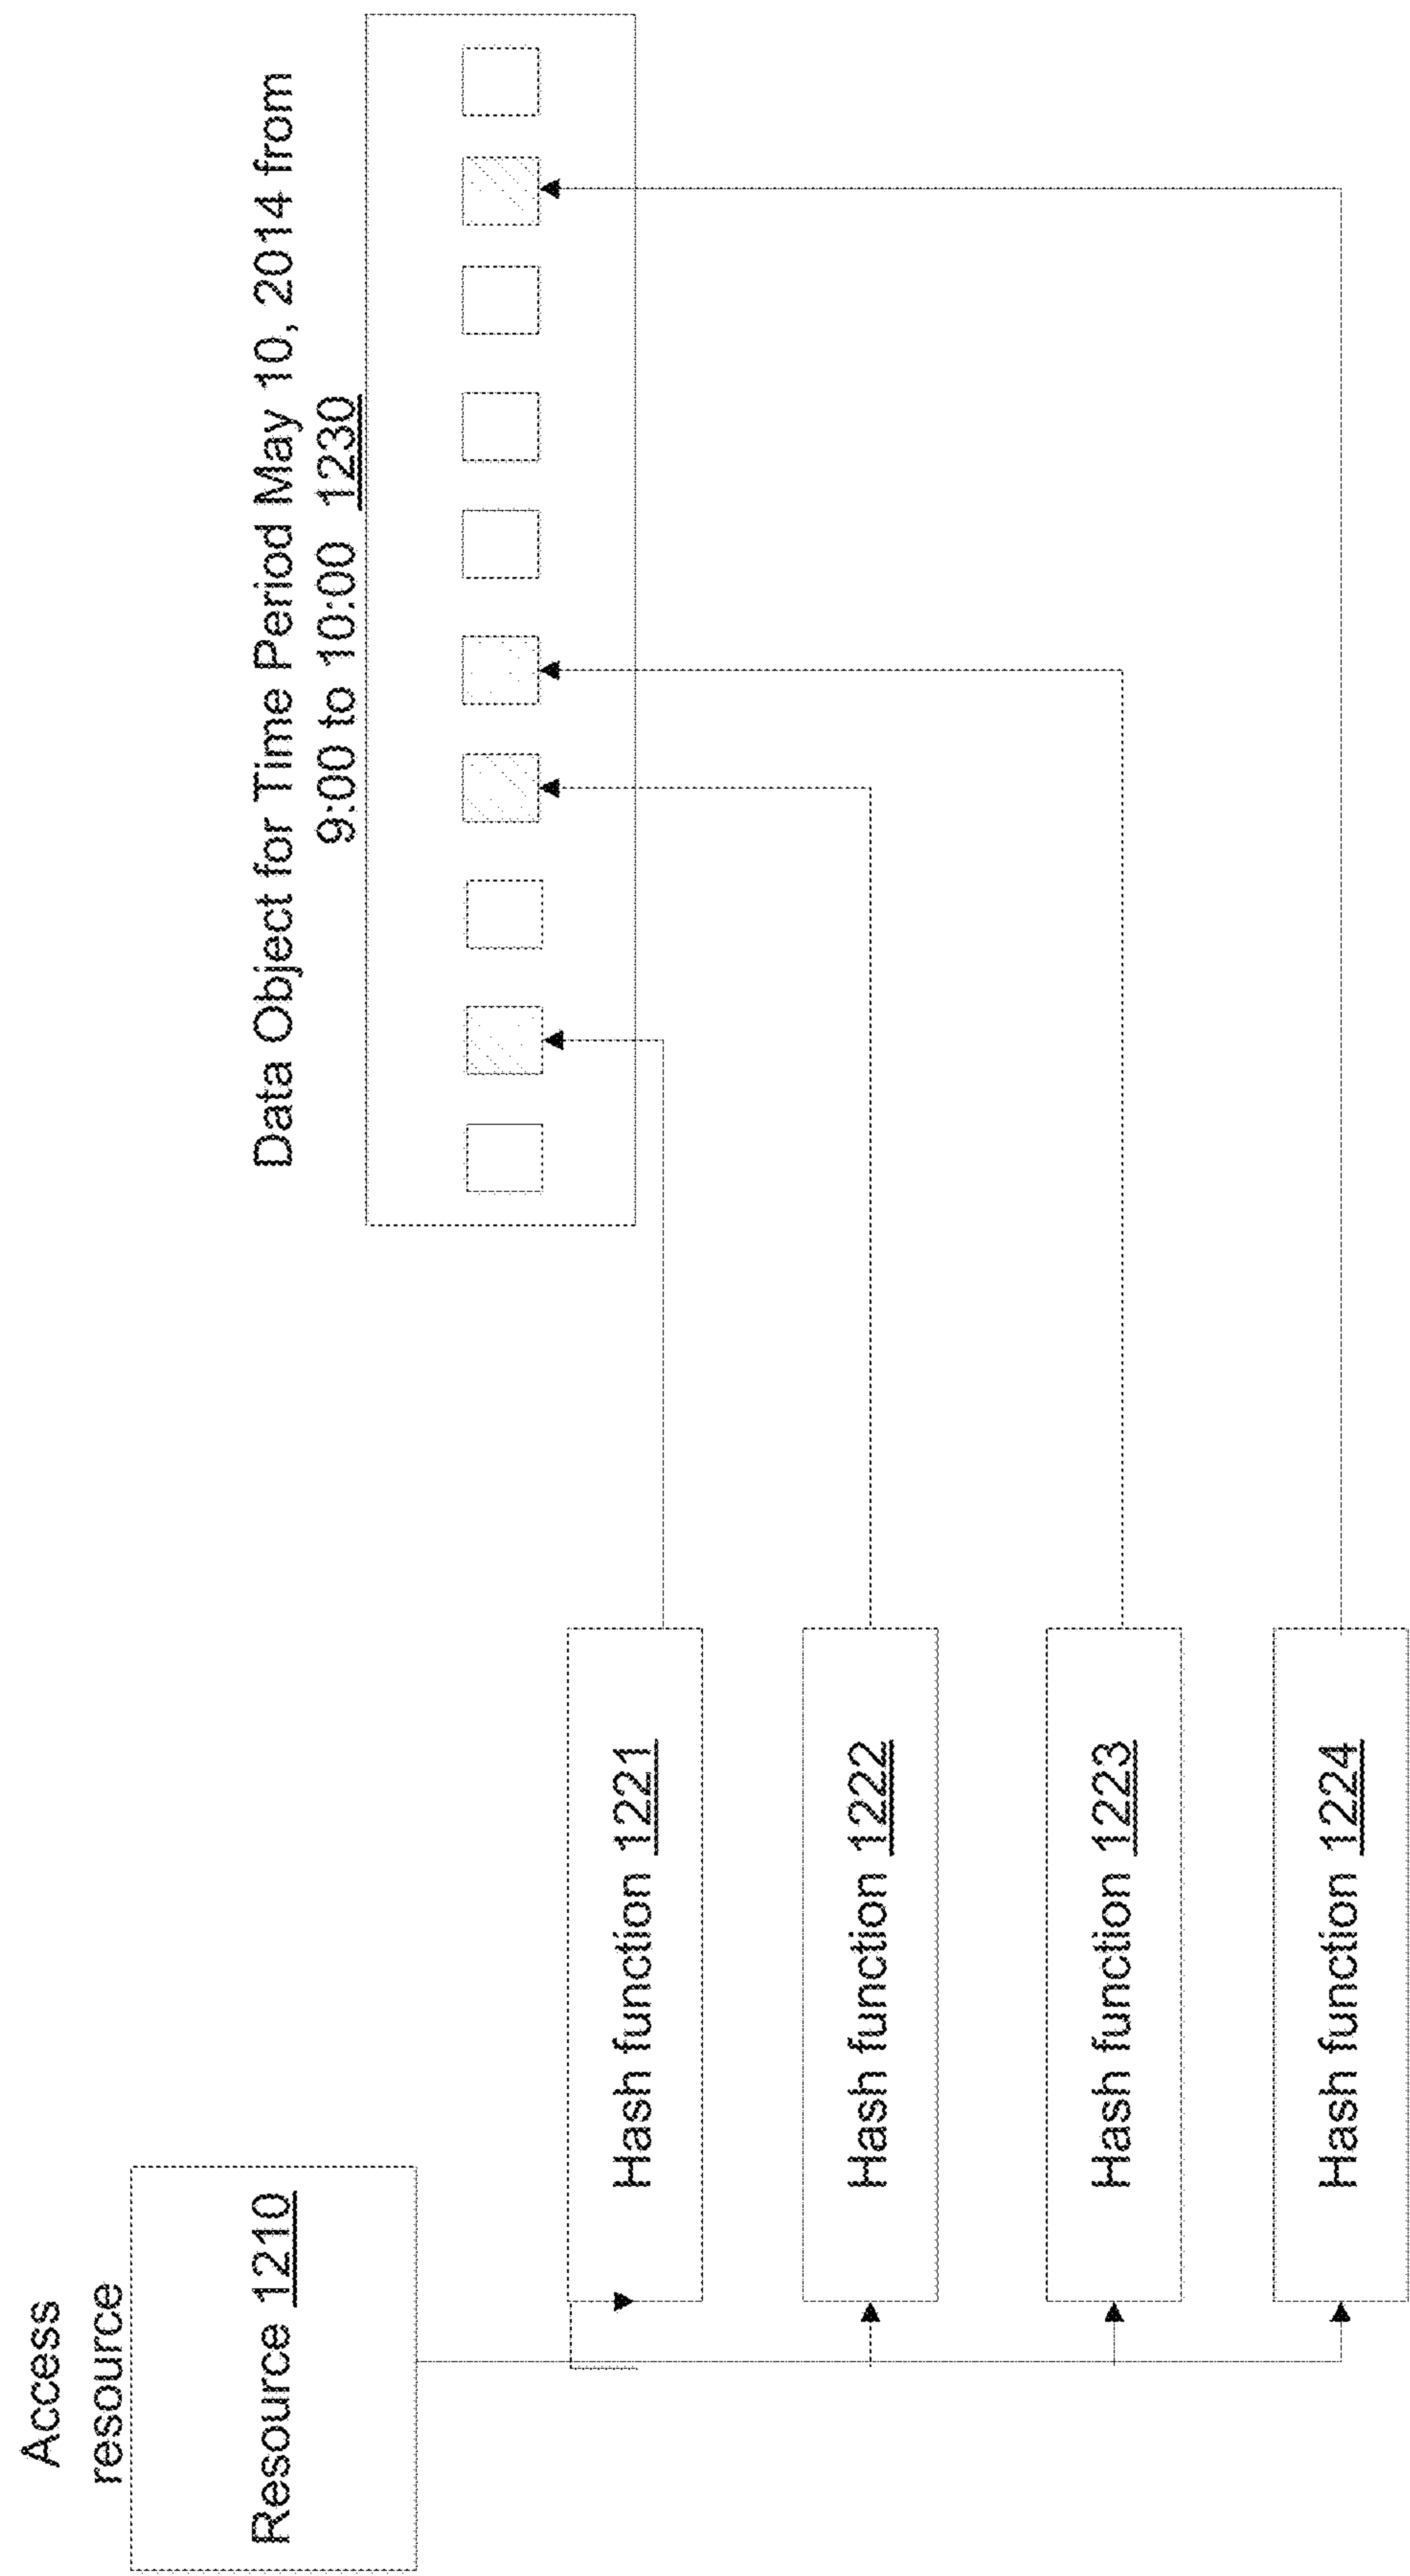 Access
resource
Resource 1210
Data Object for Time Period May 10, 2014 from
9:00 to 10:00 1230
Hash function 1221
Hash function 1222
Hash function 1223
Hash function 1224